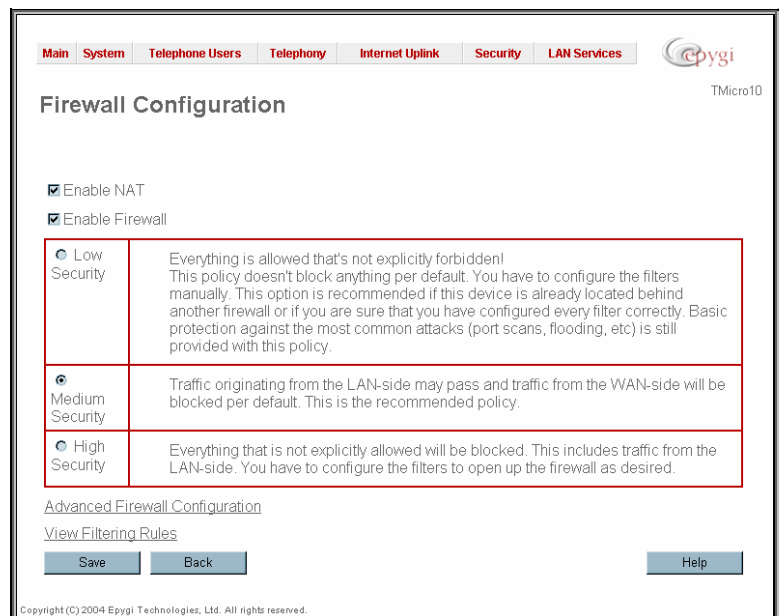 Main System Telephone Users Telephony Internet Uplink Security LAN Services
epygi
TMicro10
Firewall Configuration
Enable NAT
Enable Firewall
Low Security
Everything is allowed that's not explicitly forbidden!
This policy doesn't block anything per default. You have to configure the filters
manually. This option is recommended if this device is already located behind
another firewall or if you are sure that you have configured every filter correctly. Basic
protection against the most common attacks (port scans, flooding, etc) is still
provided with this policy.
Medium Security
Traffic originating from the LAN-side may pass and traffic from the WAN-side will be
blocked per default. This is the recommended policy.
High Security
Everything that is not explicitly allowed will be blocked. This includes traffic from the
LAN-side. You have to configure the filters to open up the firewall as desired.
Advanced Firewall Configuration
View Filtering Rules
Save Back Help
Copyright (C) 2004 Epygi Technologies, Ltd. All rights reserved.